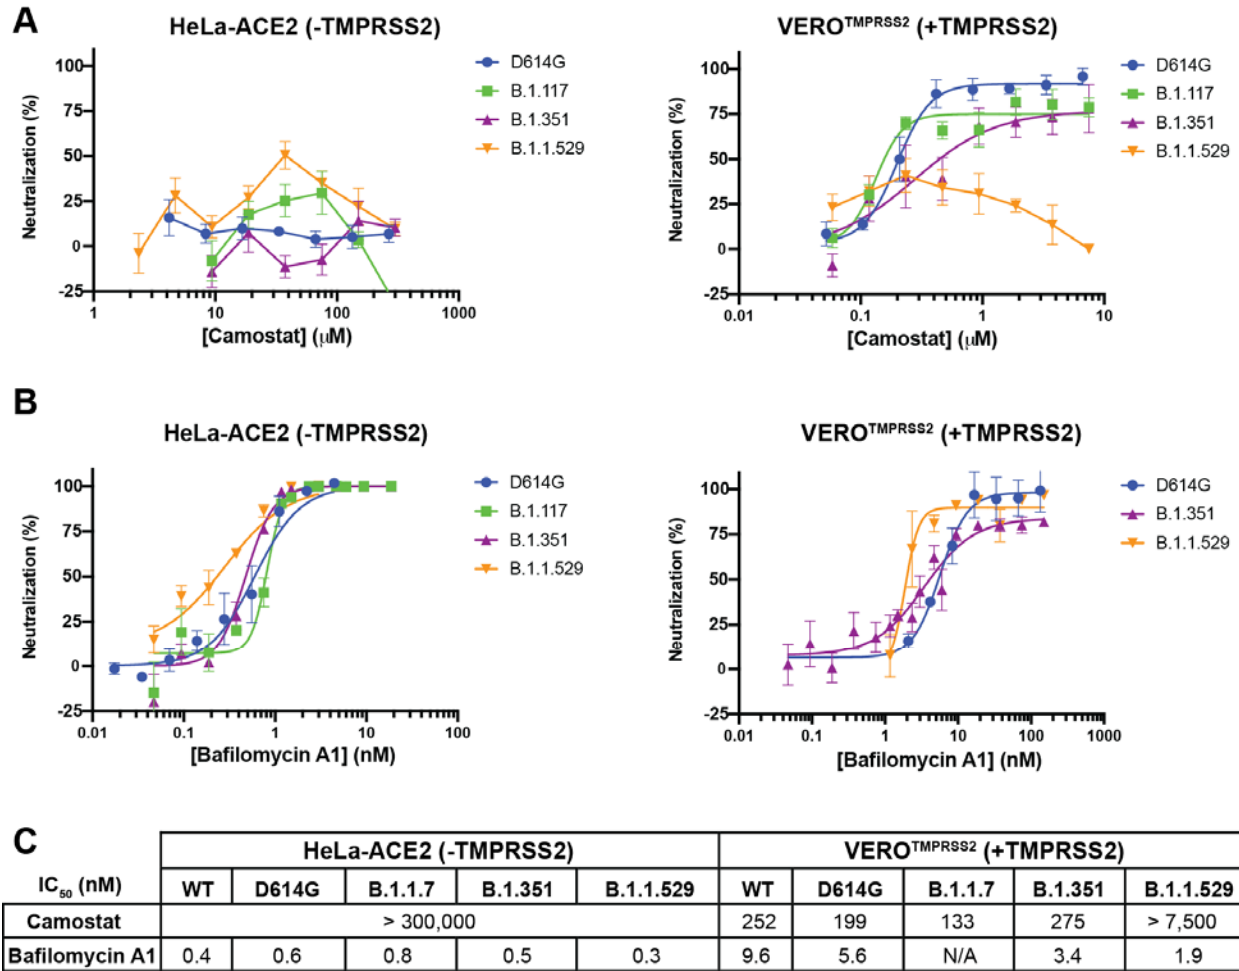 A
HeLa-ACE2 (-TMPRSS2)
Neutralization (%)
100
75
50
25
0
-25
1
10
100
1000
[Camostat] (μM)
D614G
B.1.117
B.1.351
B.1.1.529
VERO^TMPRSS2 (+TMPRSS2)
Neutralization (%)
100
75
50
25
0
-25
0.01
0.1
1
10
[Camostat] (μM)
D614G
B.1.117
B.1.351
B.1.1.529
B
HeLa-ACE2 (-TMPRSS2)
Neutralization (%)
100
75
50
25
0
-25
0.01
0.1
1
10
100
[Bafilomycin A1] (nM)
D614G
B.1.117
B.1.351
B.1.1.529
VERO^TMPRSS2 (+TMPRSS2)
Neutralization (%)
100
75
50
25
0
-25
0.01
0.1
1
10
100
1000
[Bafilomycin A1] (nM)
D614G
B.1.351
B.1.1.529
C
HeLa-ACE2 (-TMPRSS2) VERO^TMPRSS2 (+TMPRSS2)
IC50 (nM) WT D614G B.1.1.7 B.1.351 B.1.1.529 WT D614G B.1.1.7 B.1.351 B.1.1.529
Camostat > 300,000 252 199 133 275 > 7,500
Bafilomycin A1 0.4 0.6 0.8 0.5 0.3 9.6 5.6 N/A 3.4 1.9